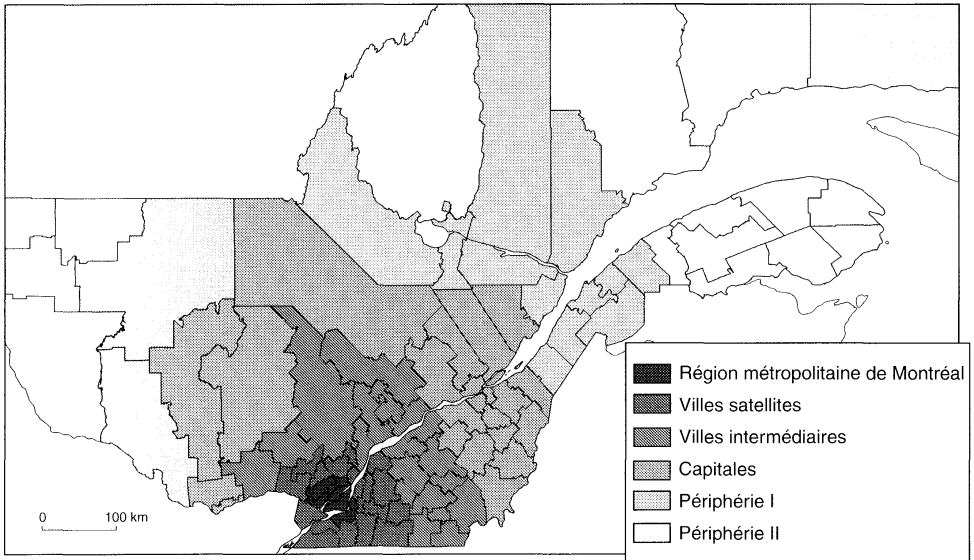 Région métropolitaine de Montréal
Villes satellites
Villes intermédiaires
Capitales
Périphérie I
Périphérie II
0 100 km